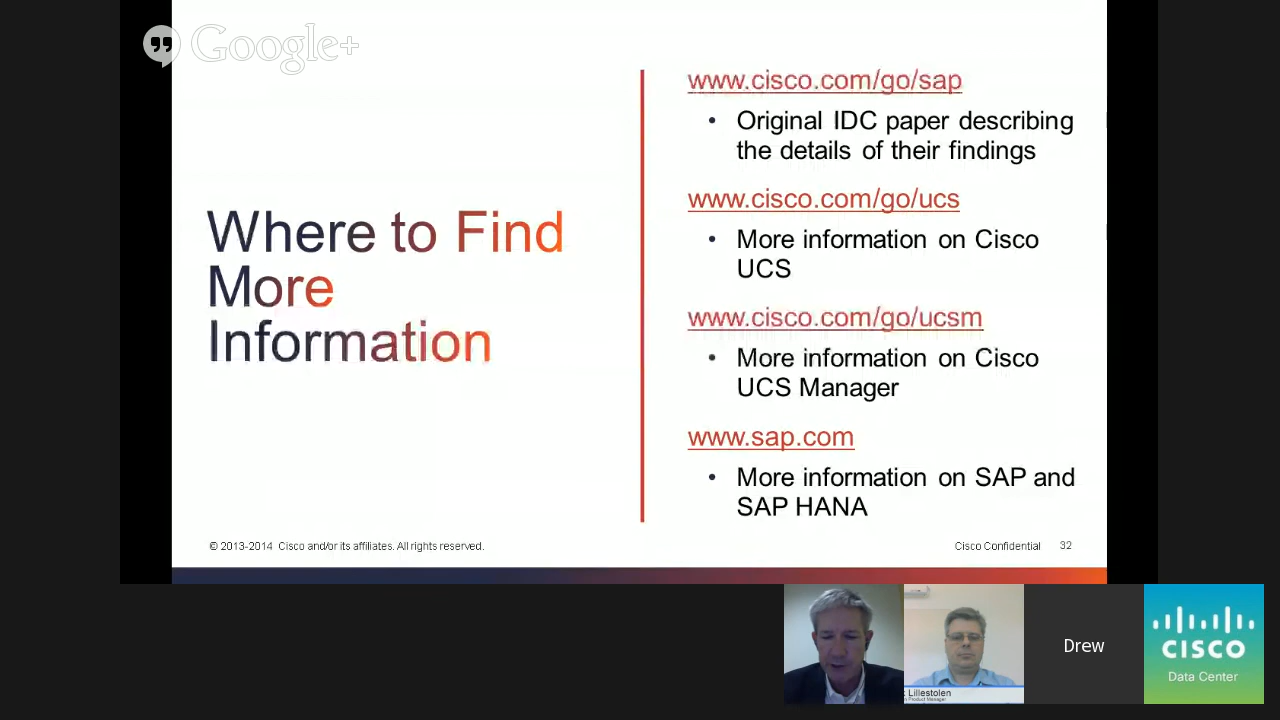 Google+
www.cisco.com/go/sap
• Original IDC paper describing
the details of their findings
www.cisco.com/go/ucs
• More information on Cisco
UCS
Where to Find
More
Information
www.cisco.com/go/ucsm
• More information on Cisco
UCS Manager
www.sap.com
• More information on SAP and
SAP HANA
© 2013-2014 Cisco and/or its affiliates. All rights reserved.
Cisco Confidential 32
Lillestolen
Product Manager
Drew
CISCO
Data Center